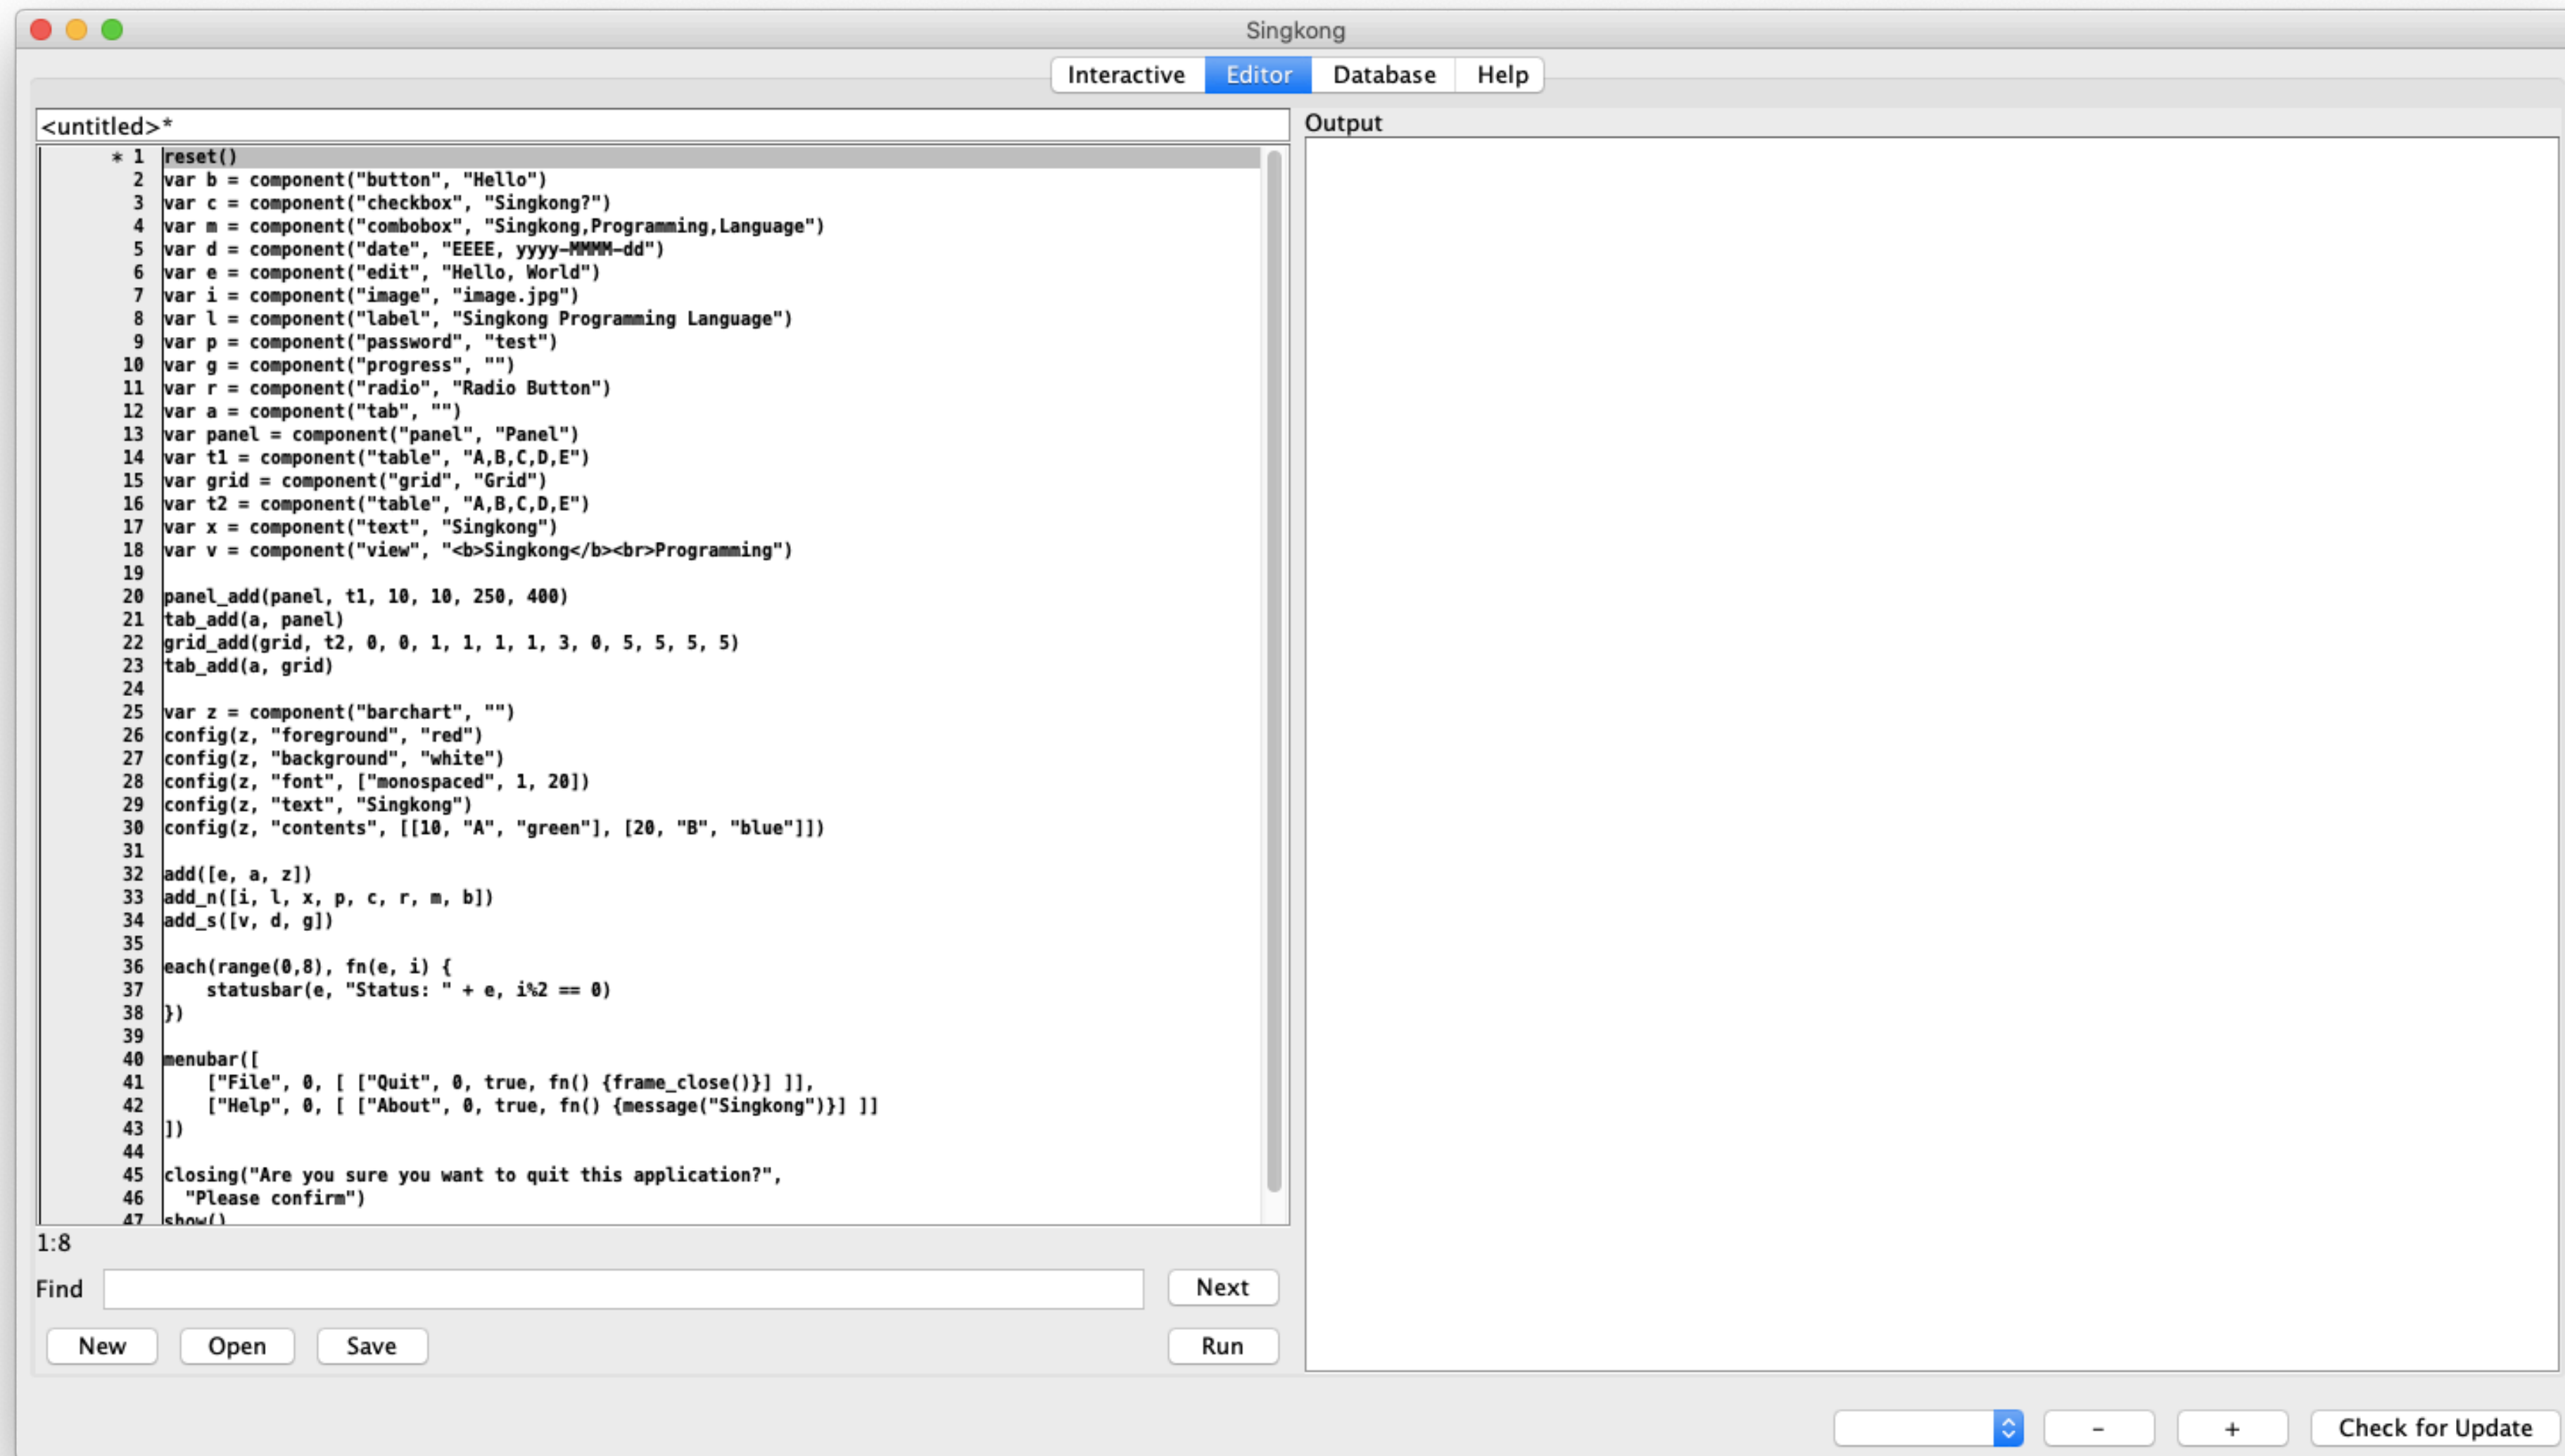 Singkong
Interactive Editor Database Help
<untitled>*
* 1 reset()
2 var b = component("button", "Hello")
3 var c = component("checkbox", "Singkong?")
4 var m = component("combobox", "Singkong,Programming,Language")
5 var d = component("date", "EEEE, yyyy-MMMM-dd")
6 var e = component("edit", "Hello, World")
7 var i = component("image", "image.jpg")
8 var l = component("label", "Singkong Programming Language")
9 var p = component("password", "test")
10 var g = component("progress", "")
11 var r = component("radio", "Radio Button")
12 var a = component("tab", "")
13 var panel = component("panel", "Panel")
14 var t1 = component("table", "A,B,C,D,E")
15 var grid = component("grid", "Grid")
16 var t2 = component("table", "A,B,C,D,E")
17 var x = component("text", "Singkong")
18 var v = component("view", "<b>Singkong</b><br>Programming")
19
20 panel_add(panel, t1, 10, 10, 250, 400)
21 tab_add(a, panel)
22 grid_add(grid, t2, 0, 0, 1, 1, 1, 1, 3, 0, 5, 5, 5, 5)
23 tab_add(a, grid)
24
25 var z = component("barchart", "")
26 config(z, "foreground", "red")
27 config(z, "background", "white")
28 config(z, "font", ["monospaced", 1, 20])
29 config(z, "text", "Singkong")
30 config(z, "contents", [[10, "A", "green"], [20, "B", "blue"]])
31
32 add([e, a, z])
33 add_n([i, l, x, p, c, r, m, b])
34 add_s([v, d, g])
35
36 each(range(0,8), fn(e, i) {
37     statusbar(e, "Status: " + e, i%2 == 0)
38 })
39
40 menubar([
41     ["File", 0, [ ["Quit", 0, true, fn() {frame_close()}] ]],
42     ["Help", 0, [ ["About", 0, true, fn() {message("Singkong")}] ]]
43 ])
44
45 closing("Are you sure you want to quit this application?",
46   "Please confirm")
47 show()
1:8
Find
Next
New Open Save Run
Output
- + Check for Update